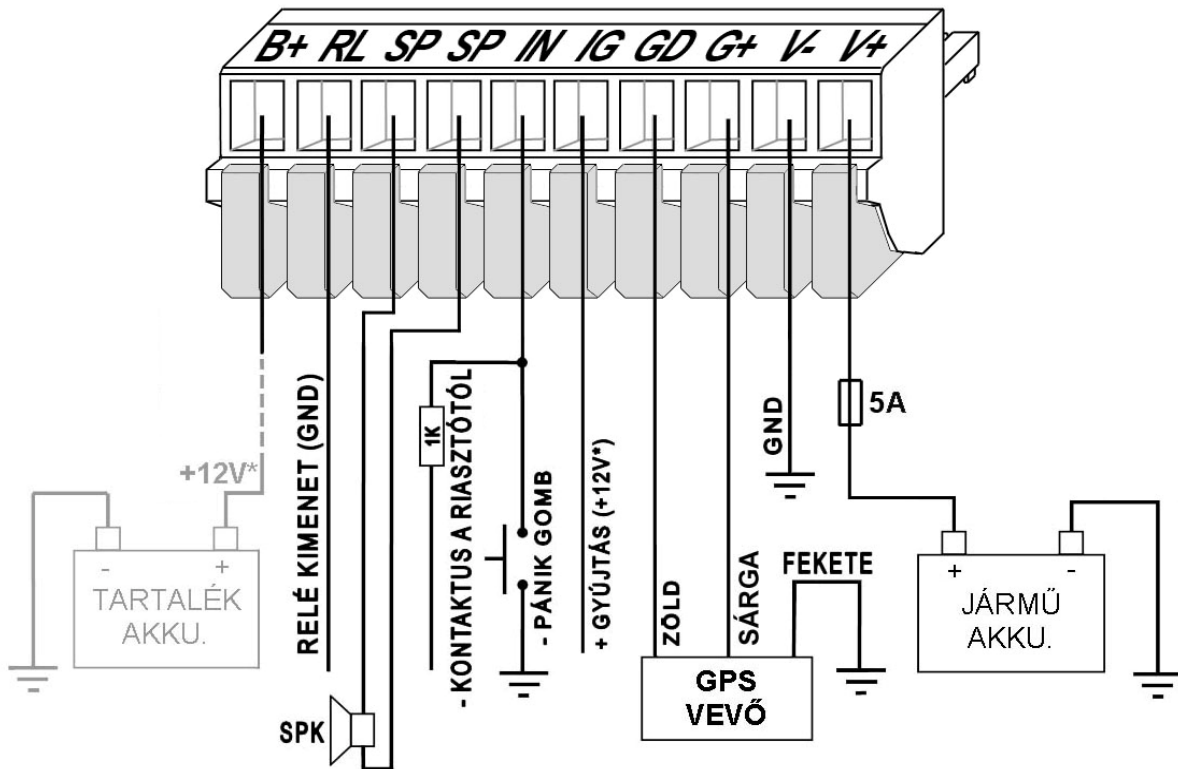 B+ RL SP SP IN IG GD G+ V- V+
RELÉ KIMENET (GND)
1K
- KONTAKTUS A RIASZTÓTÓL
- PÁNIK GOMB
+ GYÚJTÁS (+12V*)
ZÖLD
SÁRGA
GND
5A
+12V*
- +
TARTALÉK
AKKU.
FEKETE
+ -
JÁRMŰ
AKKU.
GPS
VEVŐ
SPK